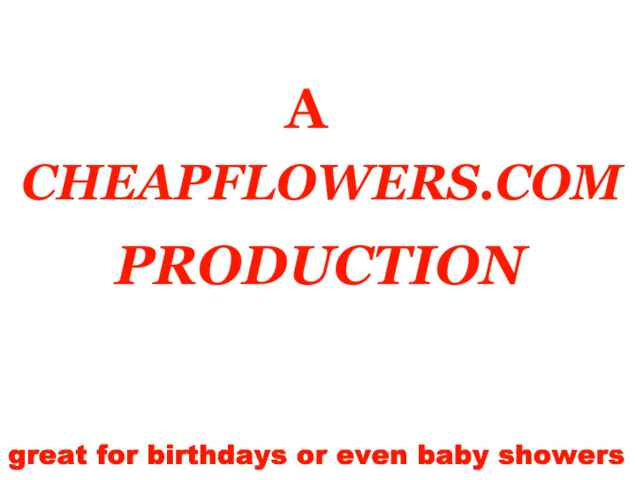 A
CHEAPFLOWERS.COM
PRODUCTION
great for birthdays or even baby showers